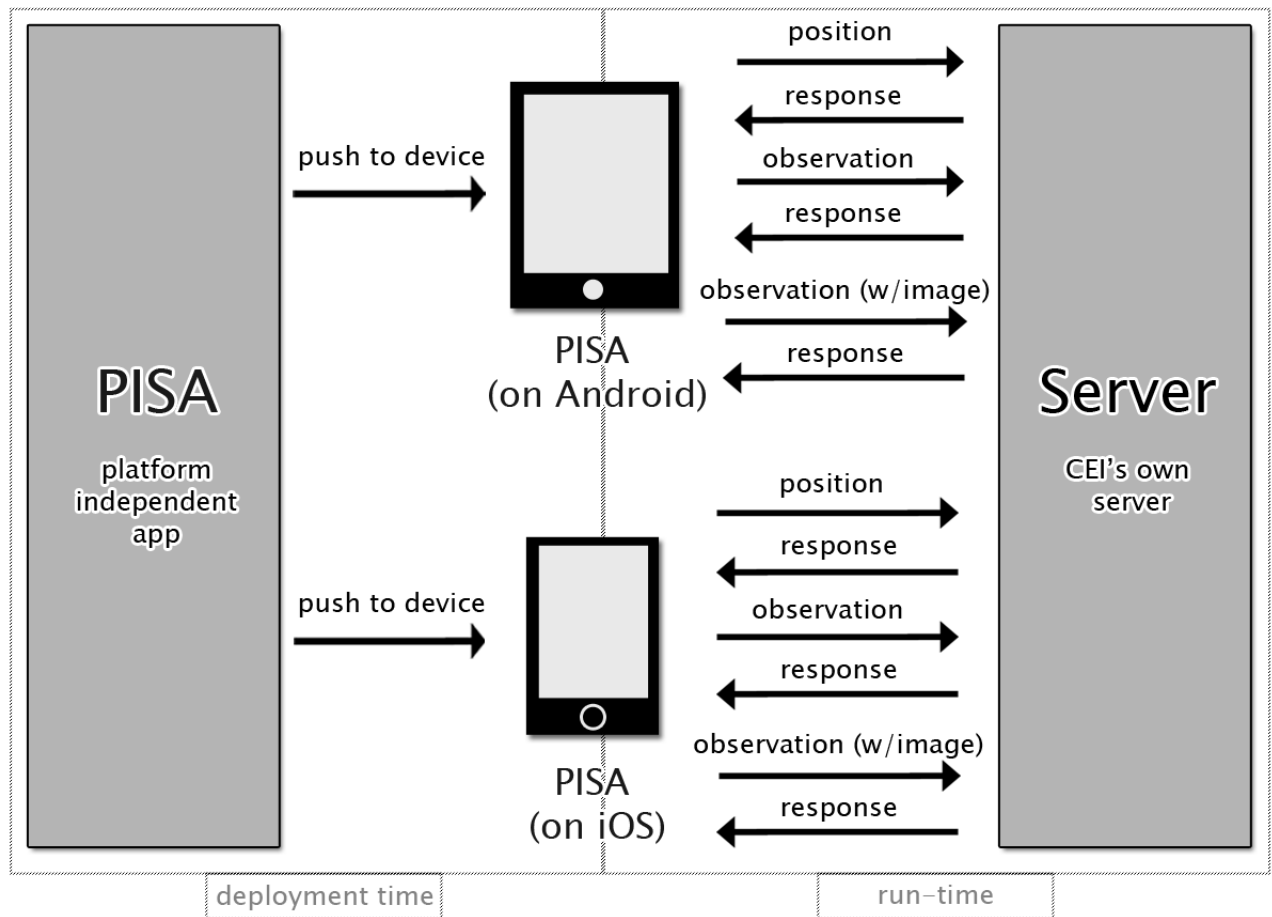 PISA
platform
independent
app
push to device
PISA
(on Android)
position
response
observation
response
observation (w/image)
response
push to device
PISA
(on iOS)
position
response
observation
response
observation (w/image)
response
Server
CEI's own
server
deployment time
run-time